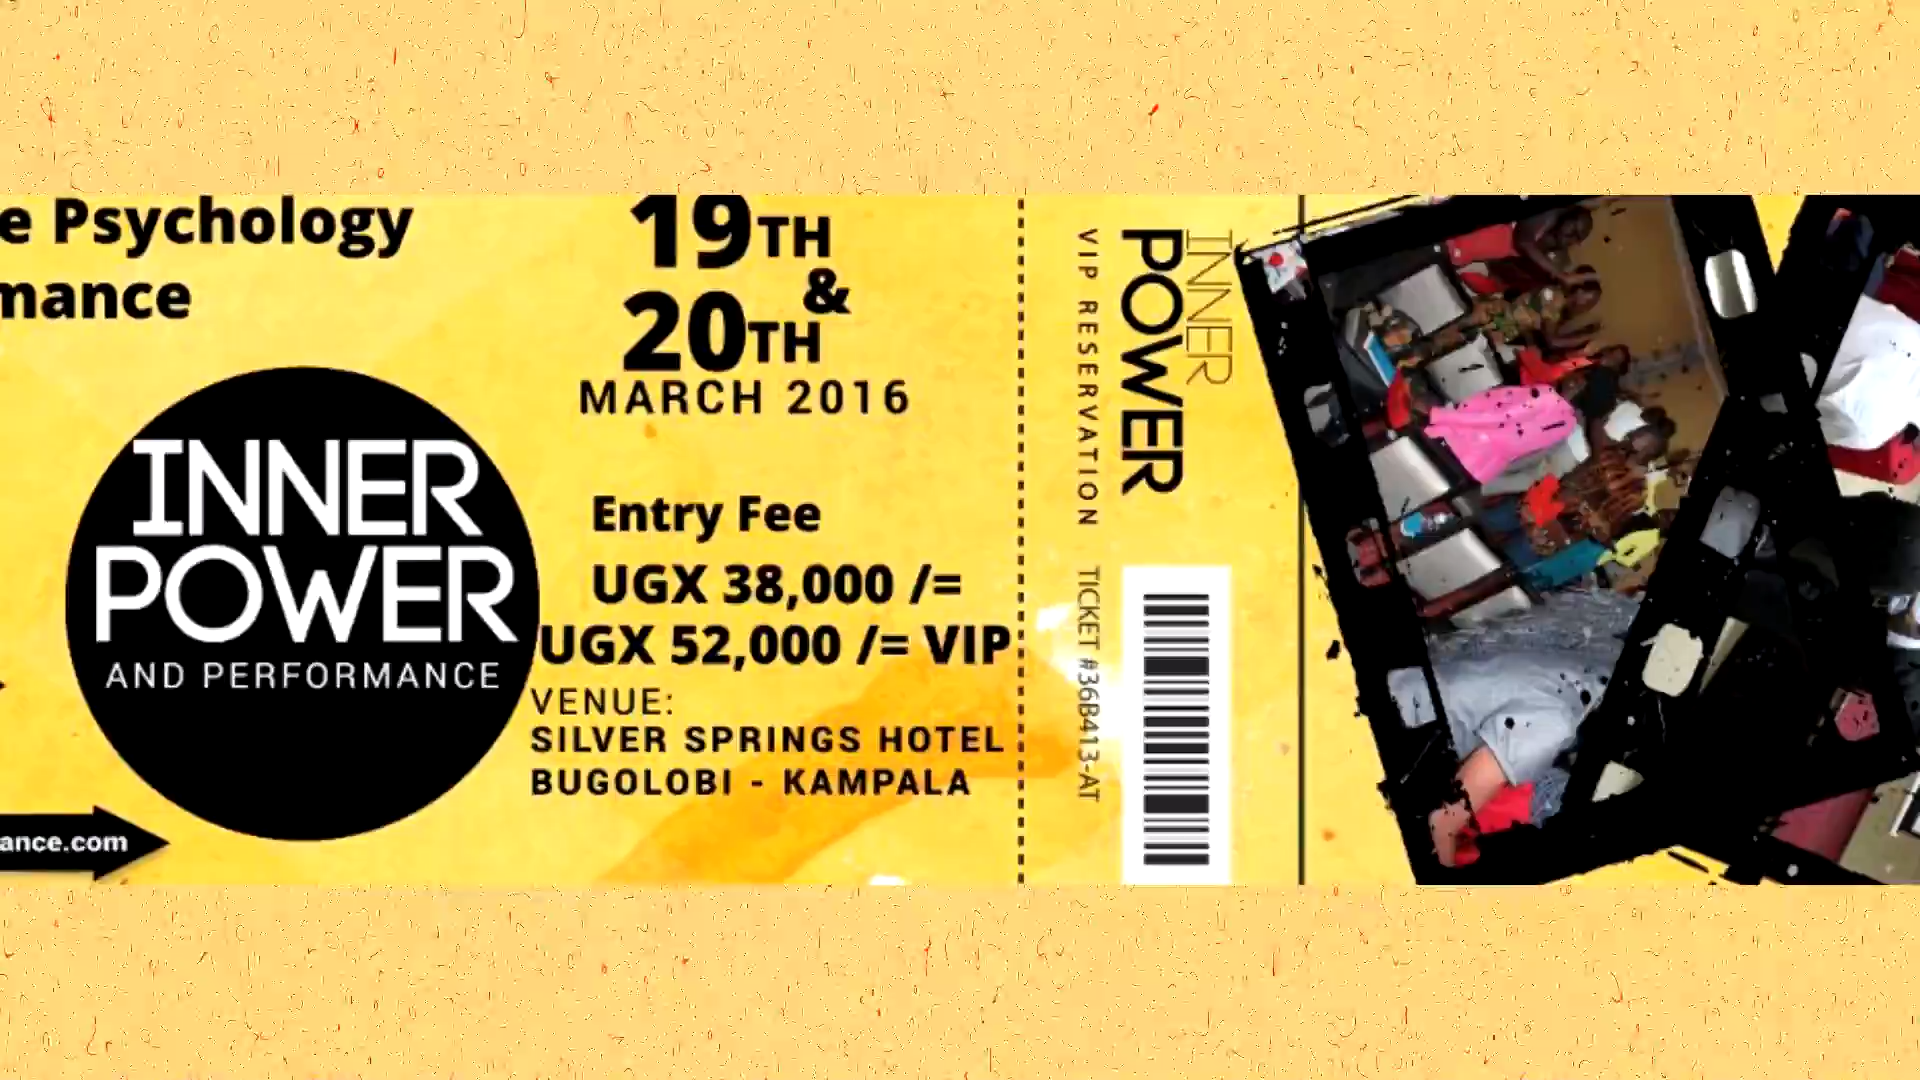 e Psychology
mance
INNER
POWER
AND PERFORMANCE
ance.com
19TH
&
20TH
MARCH 2016
Entry Fee
UGX 38,000 /=
UGX 52,000 /= VIP
VENUE:
SILVER SPRINGS HOTEL
BUGOLOBI - KAMPALA
INNER
POWER
VIP RESERVATION TICKET #36B413-AT